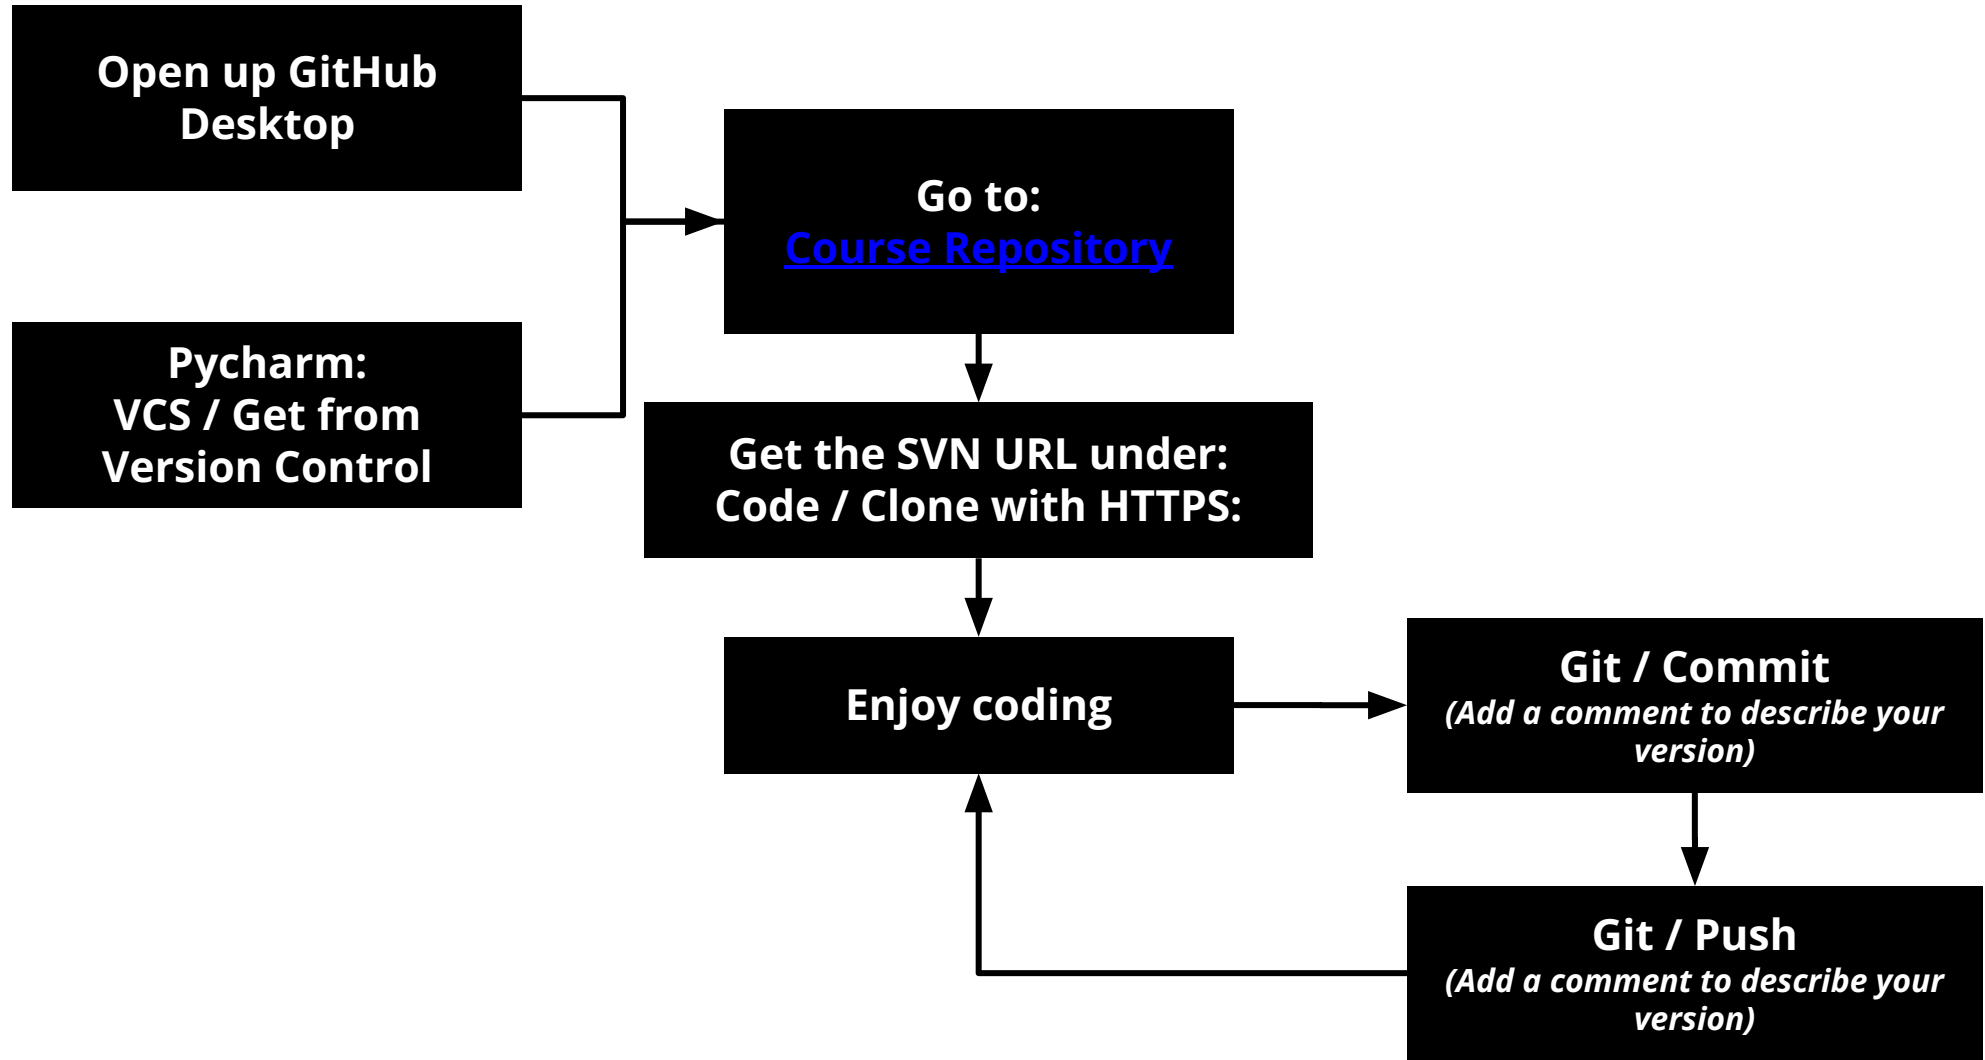 Open up GitHub
Desktop
Pycharm:
VCS / Get from
Version Control
Go to:
Course Repository
Get the SVN URL under:
Code / Clone with HTTPS:
Enjoy coding
Git / Commit
(Add a comment to describe your
version)
Git / Push
(Add a comment to describe your
version)